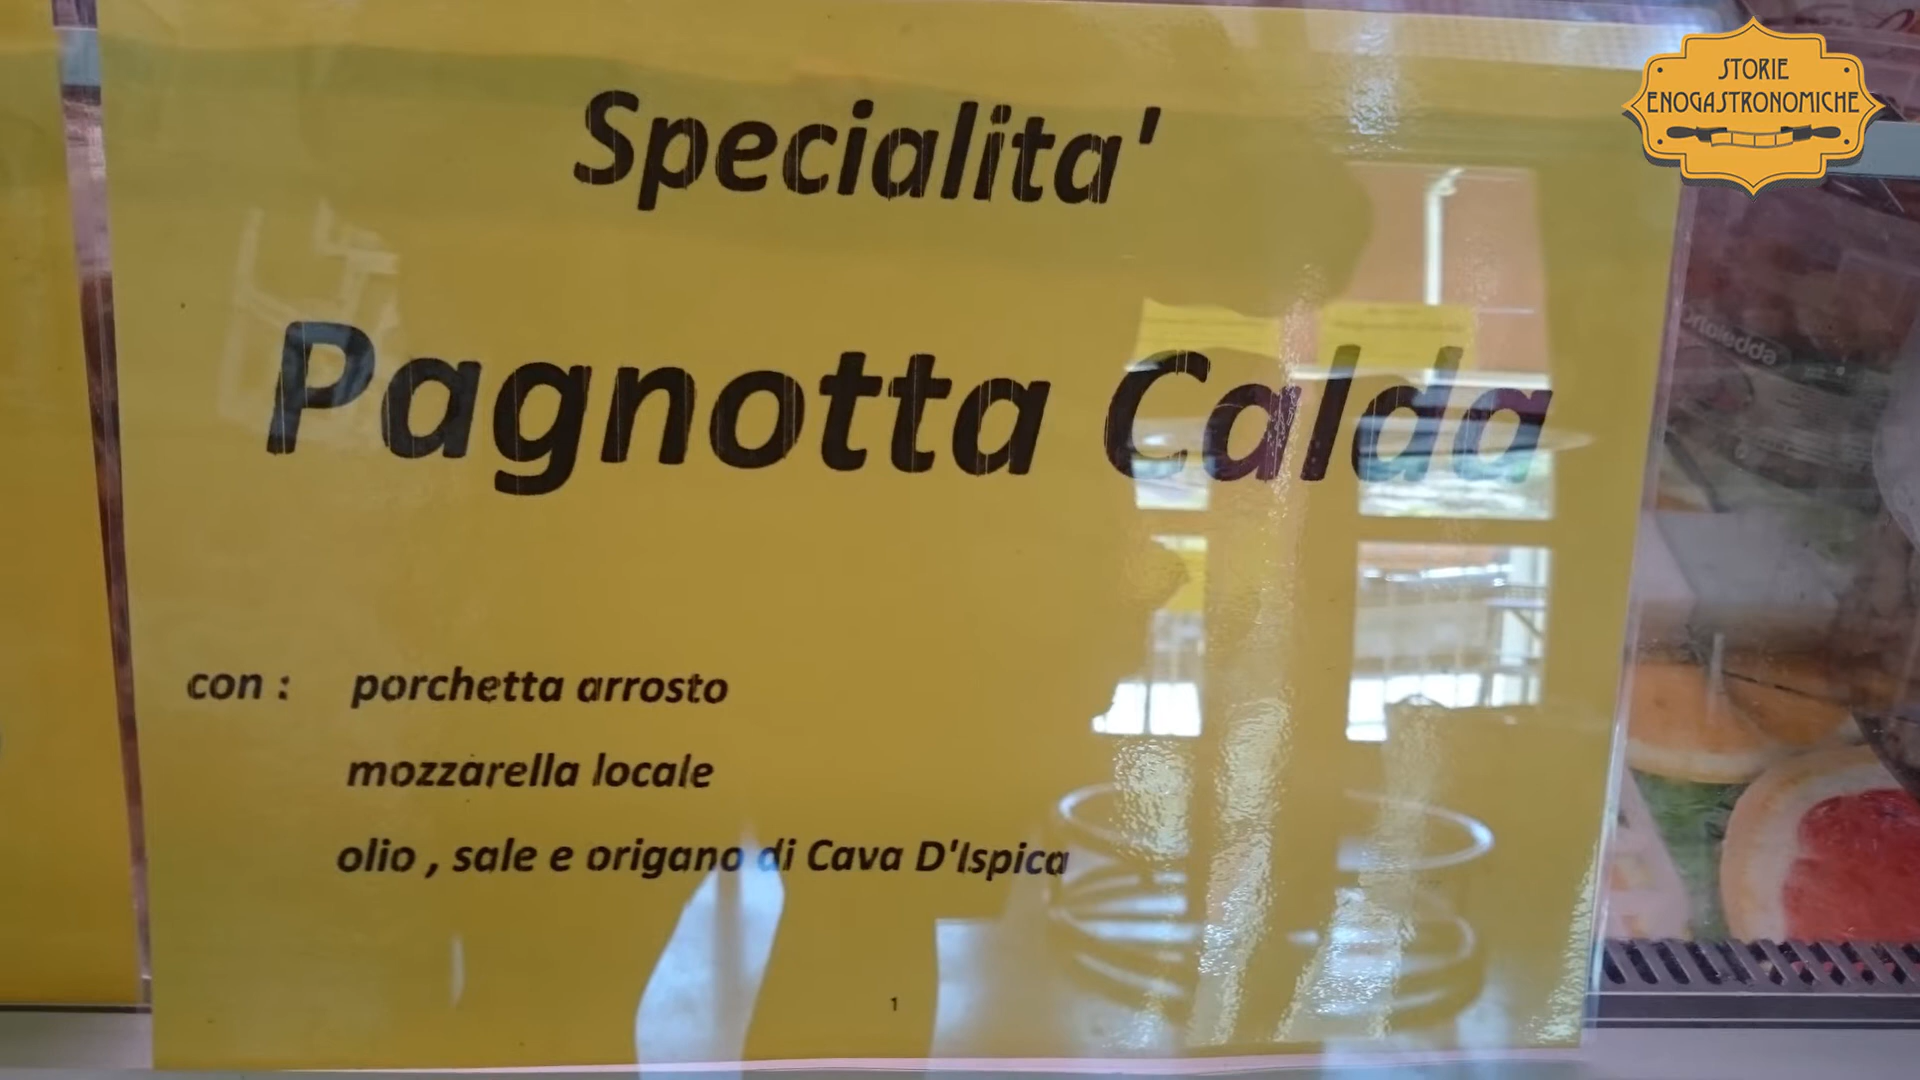 STORIE
ENOGASTRONOMICHE
Specialita'
Pagnotta Calda
con : porchetta arrosto
mozzarella locale
olio , sale e origano di Cava D'Ispica
1